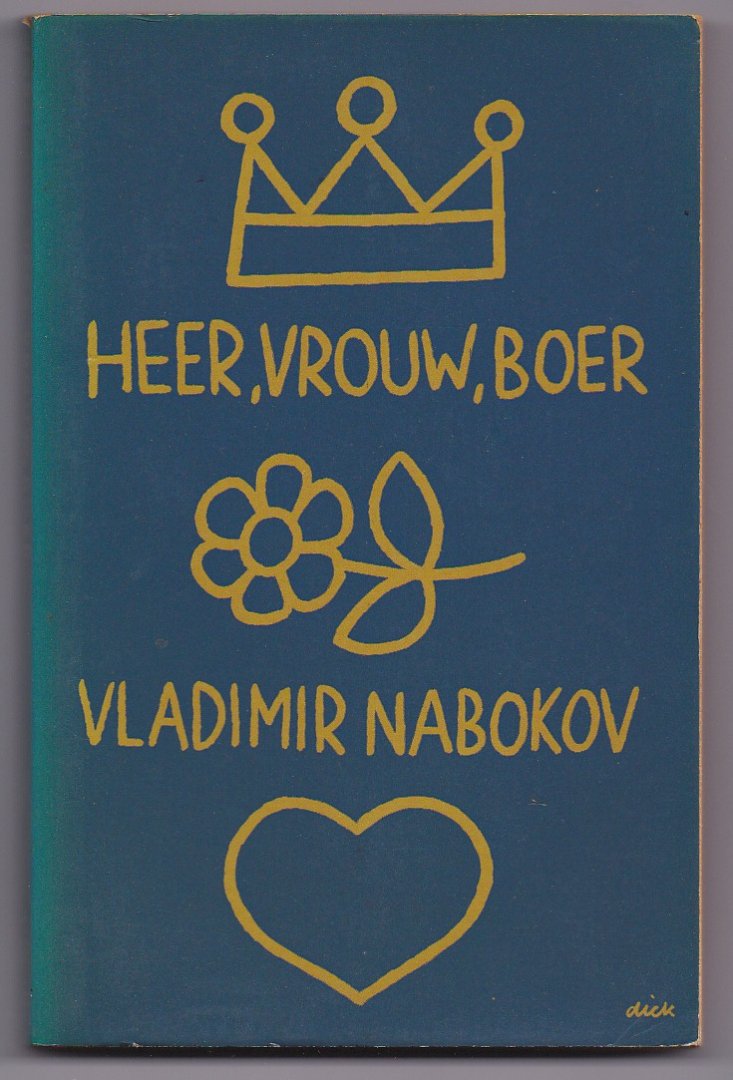 HEER, VROUW, BOER
VLADIMIR NABOKOV
dick